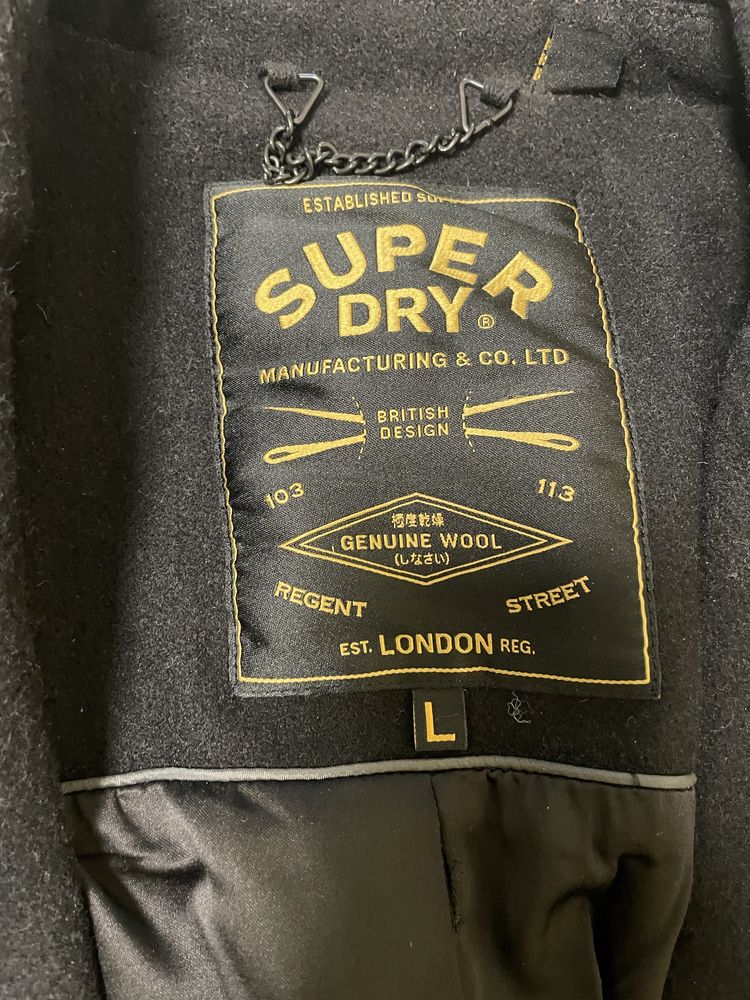 ESTABLISHED
SUPER
DRY®
MANUFACTURING & CO. LTD
BRITISH
DESIGN
103 113
極度乾燥
GENUINE WOOL
(しなさい)
REGENT STREET
EST. LONDON REG.
L